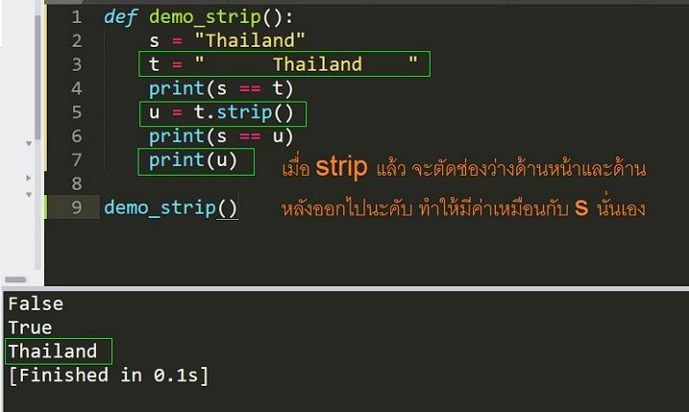 1 def demo_strip():
2     s = "Thailand"
3     t = "      Thailand    "
4     print(s == t)
5     u = t.strip()
6     print(s == u)
7     print(u)
8
9 demo_strip()
เมื่อ strip แล้ว จะตัดช่องว่างด้านหน้าและด้าน
หลังออกไปนะคับ ทำให้มีค่าเหมือนกับ s นั่นเอง
False
True
Thailand
[Finished in 0.1s]